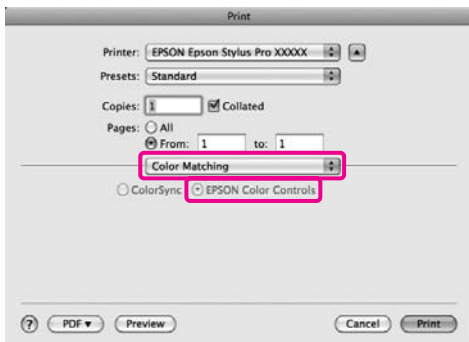 Print
Printer: EPSON Epson Stylus Pro XXXXX
Presets: Standard
Copies: 1 Collated
Pages: All
From: 1 to: 1
Color Matching
ColorSync EPSON Color Controls
? PDF Preview Cancel Print